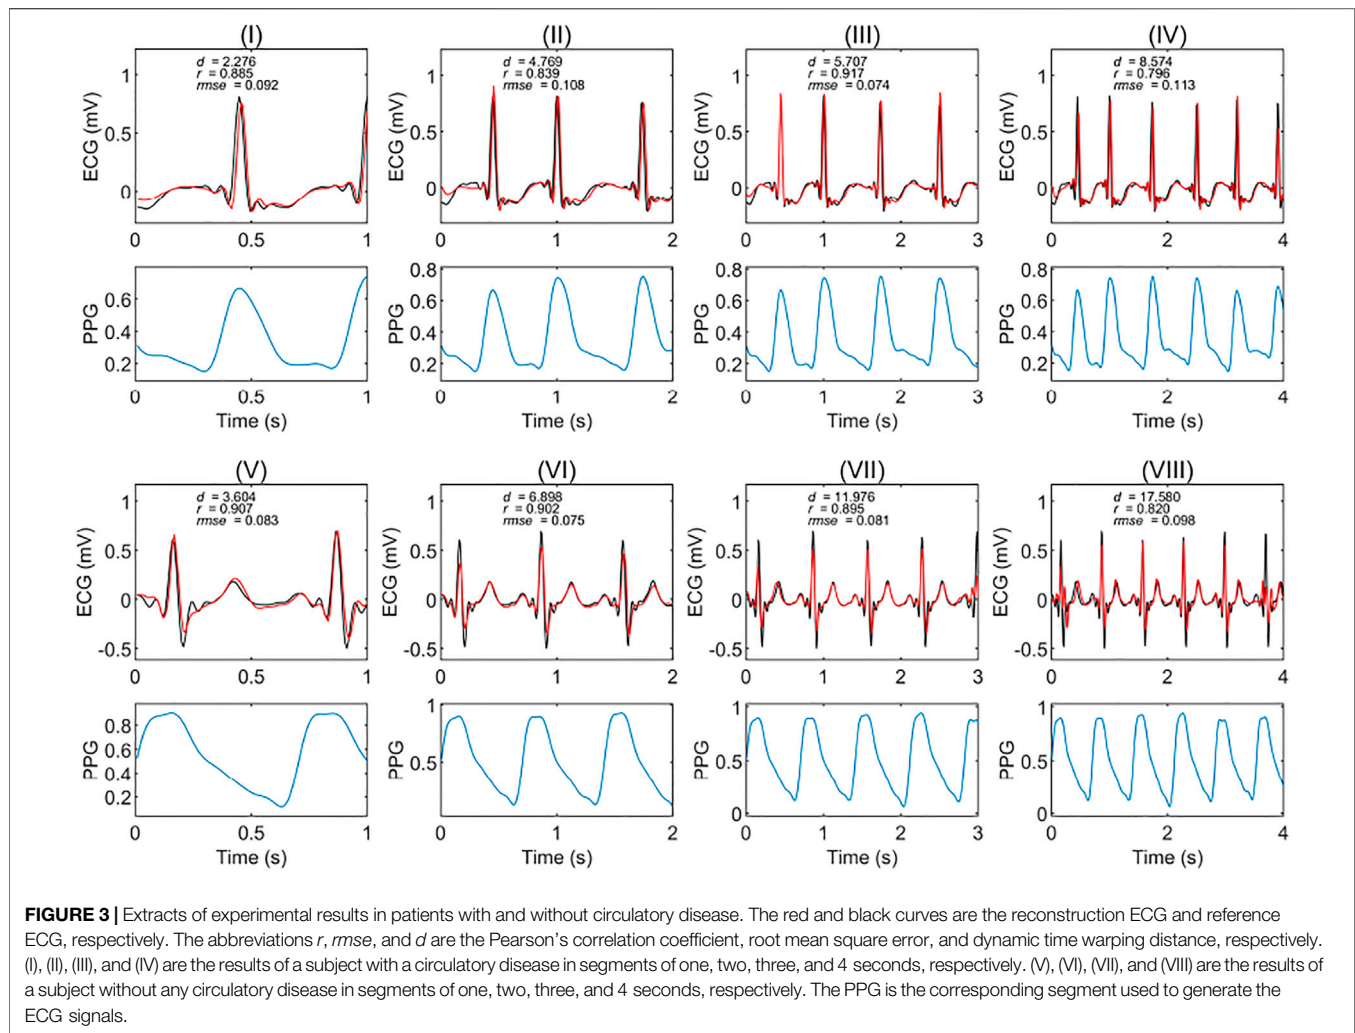 (I) (II) (III) (IV)
d = 2.276
r = 0.885
rmse = 0.092
d = 4.769
r = 0.839
rmse = 0.108
d = 5.707
r = 0.917
rmse = 0.074
d = 8.574
r = 0.796
rmse = 0.113
ECG (mV) ECG (mV) ECG (mV) ECG (mV)
1 1 1 1
0.5 0.5 0.5 0.5
0 0 0 0
0 0.5 1 0 1 2 0 1 2 3 0 2 4
PPG PPG PPG PPG
0.8 0.8 0.8
0.6 0.6 0.6 0.6
0.4 0.4 0.4 0.4
0.2 0.2 0.2 0.2
0 0.5 1 0 1 2 0 1 2 3 0 2 4
Time (s) Time (s) Time (s) Time (s)
(V) (VI) (VII) (VIII)
d = 3.604
r = 0.907
rmse = 0.083
d = 6.898
r = 0.902
rmse = 0.075
d = 11.976
r = 0.895
rmse = 0.081
d = 17.580
r = 0.820
rmse = 0.098
ECG (mV) ECG (mV) ECG (mV) ECG (mV)
1 1 1 1
0.5 0.5 0.5 0.5
0 0 0 0
-0.5 -0.5 -0.5 -0.5
0 0.5 1 0 1 2 0 1 2 3 0 2 4
PPG PPG PPG PPG
1 1 1
0.8
0.6 0.5 0.5 0.5
0.4
0.2 0 0
0 0.5 1 0 1 2 0 1 2 3 0 2 4
Time (s) Time (s) Time (s) Time (s)
FIGURE 3 | Extracts of experimental results in patients with and without circulatory disease. The red and black curves are the reconstruction ECG and reference
ECG, respectively. The abbreviations r, rmse, and d are the Pearson's correlation coefficient, root mean square error, and dynamic time warping distance, respectively.
(I), (II), (III), and (IV) are the results of a subject with a circulatory disease in segments of one, two, three, and 4 seconds, respectively. (V), (VI), (VII), and (VIII) are the results of
a subject without any circulatory disease in segments of one, two, three, and 4 seconds, respectively. The PPG is the corresponding segment used to generate the
ECG signals.